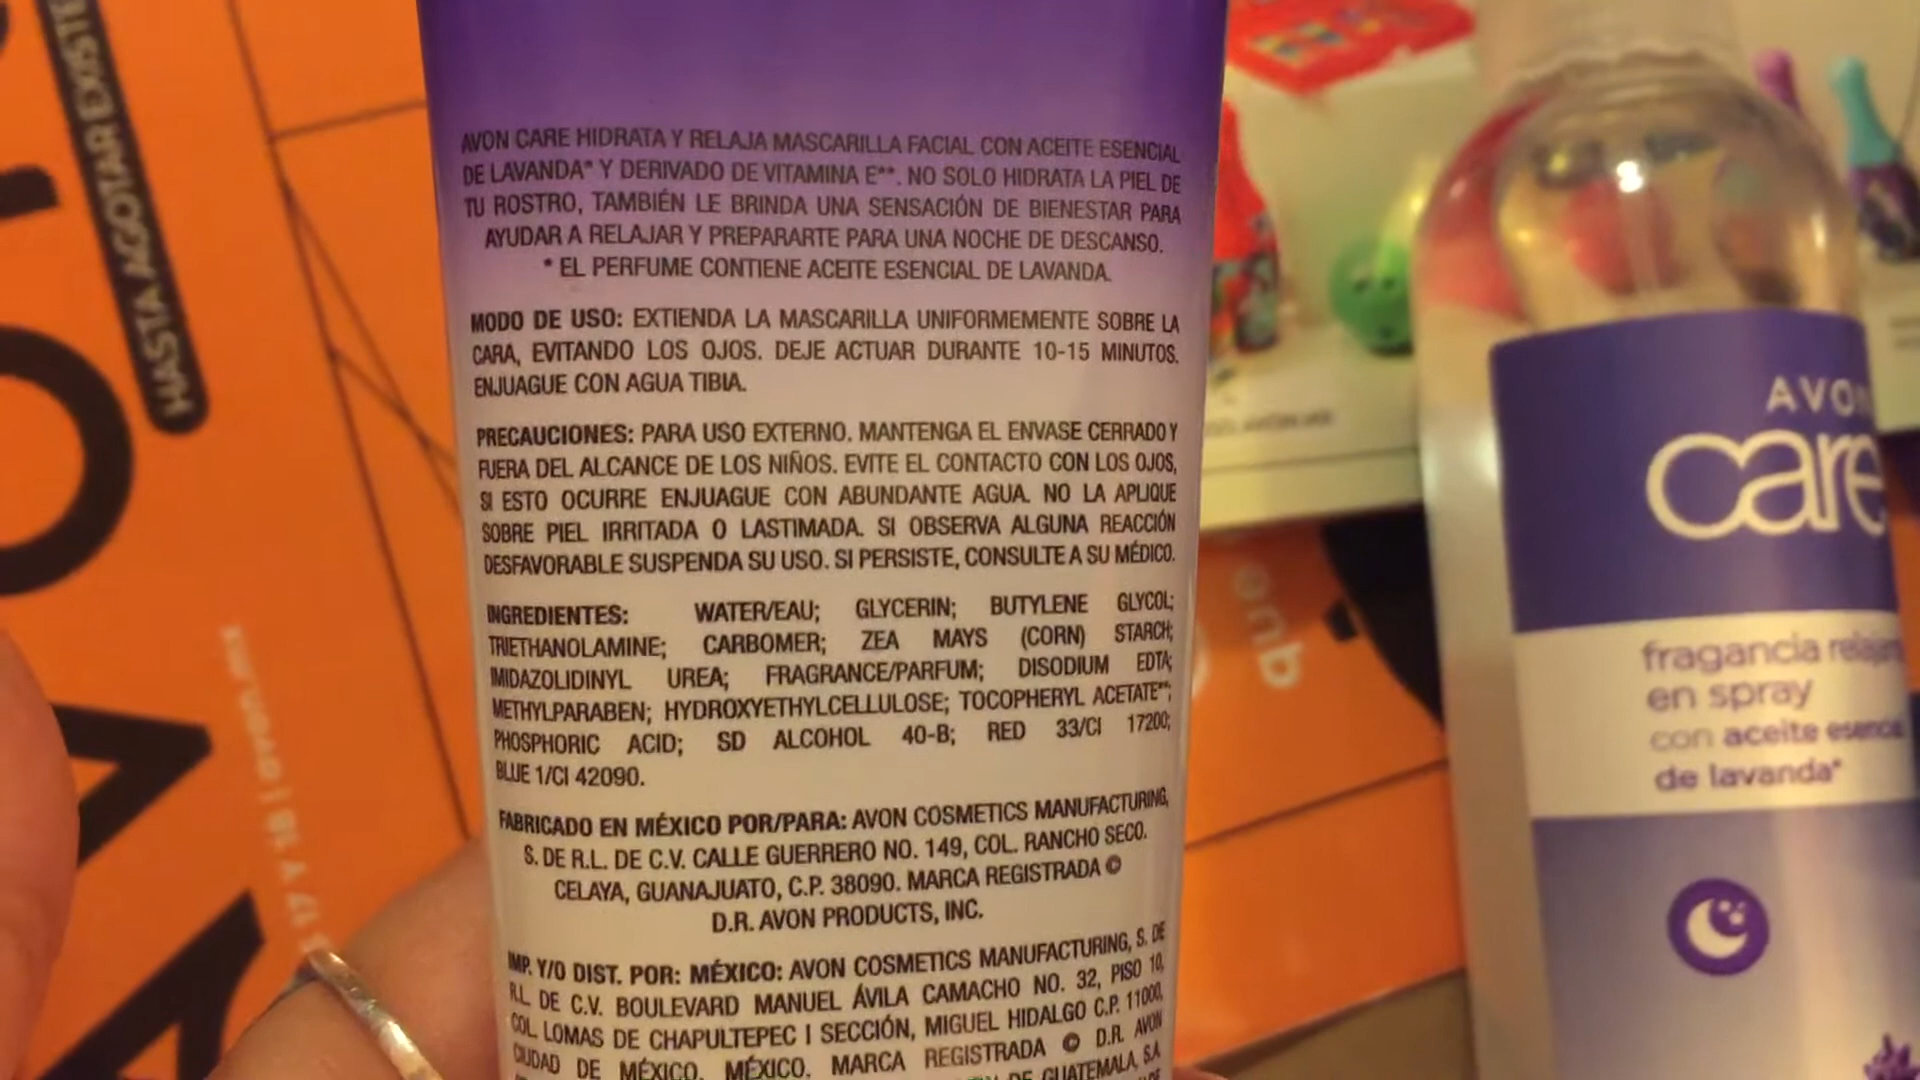 HASTA AGOTAR EXISTE
AVON CARE HIDRATA Y RELAJA MASCARILLA FACIAL CON ACEITE ESENCIAL
DE LAVANDA* Y DERIVADO DE VITAMINA E**. NO SOLO HIDRATA LA PIEL DE
TU ROSTRO, TAMBIÉN LE BRINDA UNA SENSACIÓN DE BIENESTAR PARA
AYUDAR A RELAJAR Y PREPARARTE PARA UNA NOCHE DE DESCANSO.
* EL PERFUME CONTIENE ACEITE ESENCIAL DE LAVANDA.
MODO DE USO: EXTIENDA LA MASCARILLA UNIFORMEMENTE SOBRE LA
CARA, EVITANDO LOS OJOS. DEJE ACTUAR DURANTE 10-15 MINUTOS.
ENJUAGUE CON AGUA TIBIA.
PRECAUCIONES: PARA USO EXTERNO. MANTENGA EL ENVASE CERRADO Y
FUERA DEL ALCANCE DE LOS NIÑOS. EVITE EL CONTACTO CON LOS OJOS,
SI ESTO OCURRE ENJUAGUE CON ABUNDANTE AGUA. NO LA APLIQUE
SOBRE PIEL IRRITADA O LASTIMADA. SI OBSERVA ALGUNA REACCIÓN
DESFAVORABLE SUSPENDA SU USO. SI PERSISTE, CONSULTE A SU MÉDICO.
INGREDIENTES: WATER/EAU; GLYCERIN; BUTYLENE GLYCOL;
TRIETHANOLAMINE; CARBOMER; ZEA MAYS (CORN) STARCH;
IMIDAZOLIDINYL UREA; FRAGRANCE/PARFUM; DISODIUM EDTA;
METHYLPARABEN; HYDROXYETHYLCELLULOSE; TOCOPHERYL ACETATE**;
PHOSPHORIC ACID; SD ALCOHOL 40-B; RED 33/CI 17200;
BLUE 1/CI 42090.
FABRICADO EN MÉXICO POR/PARA: AVON COSMETICS MANUFACTURING,
S. DE R.L. DE C.V. CALLE GUERRERO NO. 149, COL. RANCHO SECO.
CELAYA, GUANAJUATO, C.P. 38090. MARCA REGISTRADA ©
D.R. AVON PRODUCTS, INC.
IMP. Y/O DIST. POR: MÉXICO: AVON COSMETICS MANUFACTURING, S. DE
R.L. DE C.V. BOULEVARD MANUEL ÁVILA CAMACHO NO. 32, PISO 10,
COL. LOMAS DE CHAPULTEPEC I SECCIÓN, MIGUEL HIDALGO C.P. 11000,
CIUDAD DE MÉXICO, MÉXICO. MARCA REGISTRADA © D.R. AVON
DE GUATEMALA, S.A.
17 Y 18 | avon.mx
AVON
care
fragancia relajan
en spray
con aceite esencial
de lavanda*